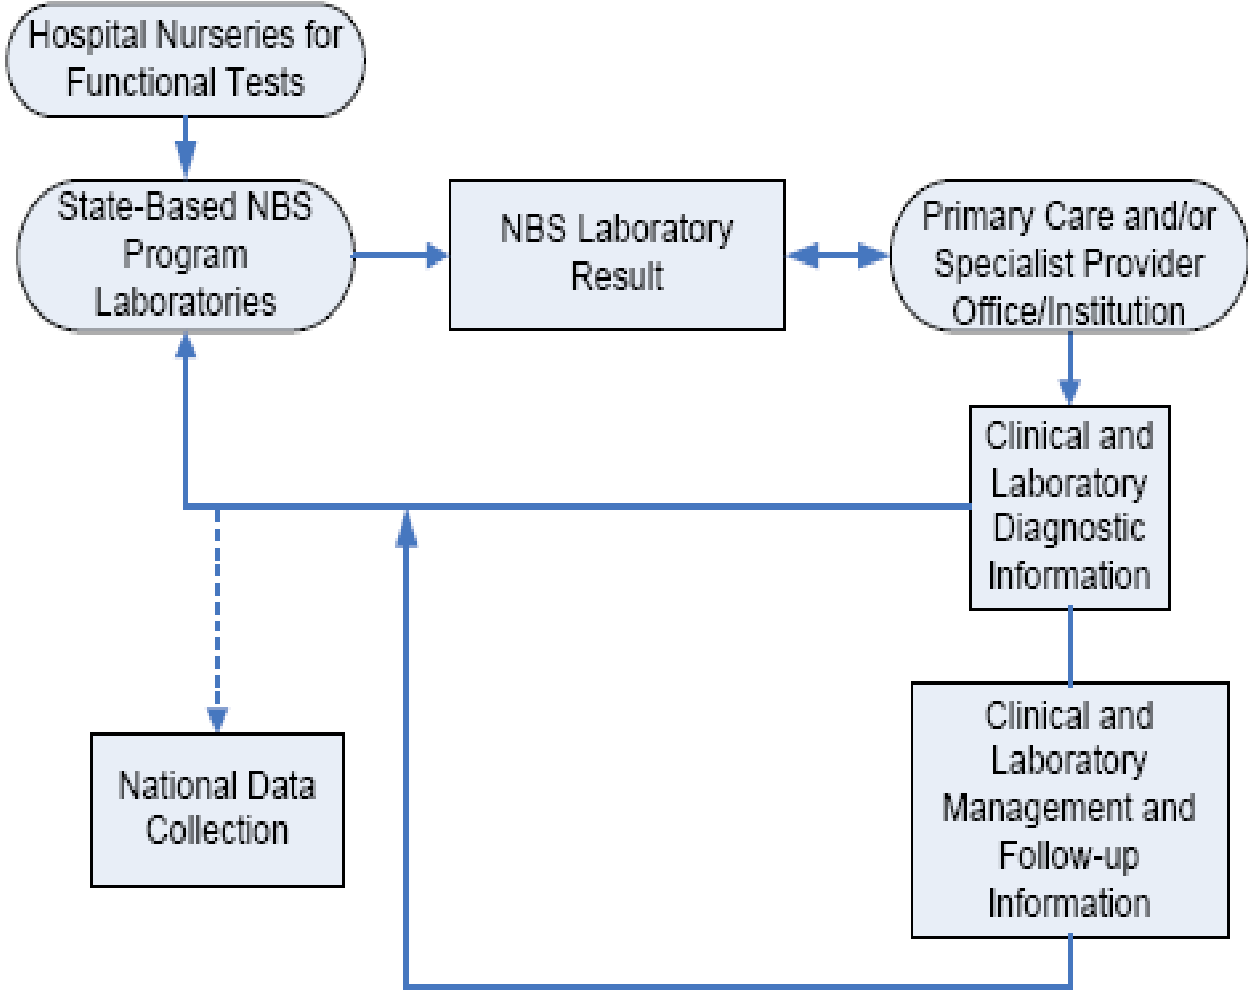 Hospital Nurseries for
Functional Tests
State-Based NBS
Program
Laboratories
NBS Laboratory
Result
Primary Care and/or
Specialist Provider
Office/Institution
Clinical and
Laboratory
Diagnostic
Information
National Data
Collection
Clinical and
Laboratory
Management and
Follow-up
Information